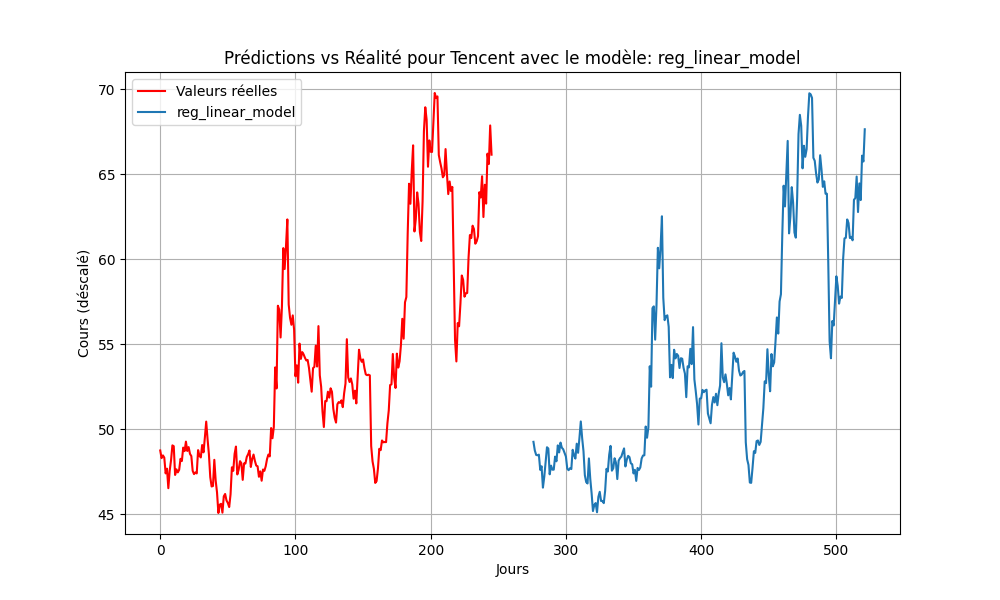 Prédictions vs Réalité pour Tencent avec le modèle: reg_linear_model
Valeurs réelles
reg_linear_model
70
65
60
55
50
45
Cours (déscalé)
0 100 200 300 400 500
Jours